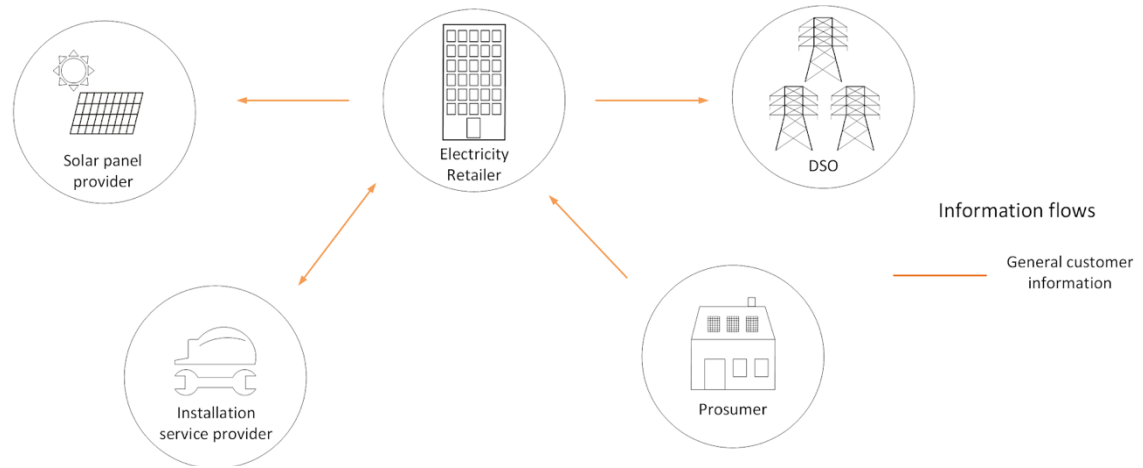 Solar panel
provider
Electricity
Retailer
DSO
Information flows
General customer
information
Installation
service provider
Prosumer